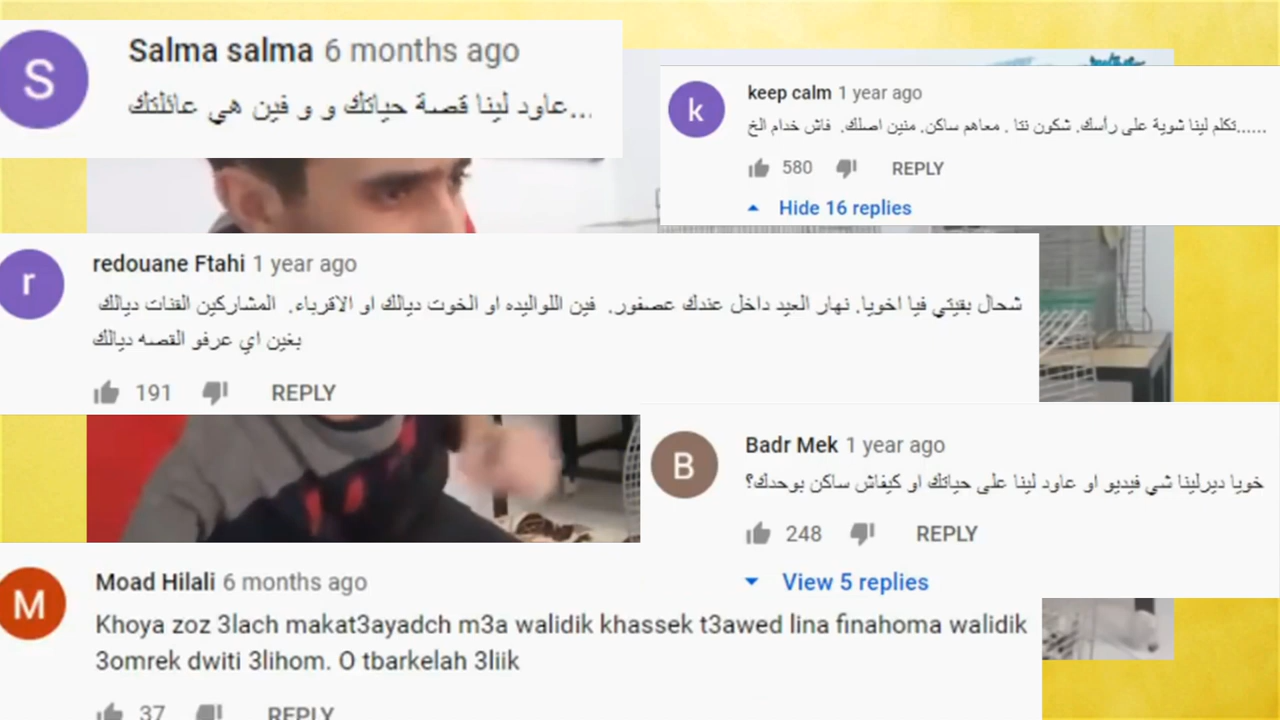 S
Salma salma 6 months ago
عاود لينا قصة حياتك و و فين هي عائلتك...
k
keep calm 1 year ago
تكلم لينا شوية على رأسك. شكون نتا . معاهم ساكن. منين اصلك. فاش خدام الخ......
580 REPLY
Hide 16 replies
r
redouane Ftahi 1 year ago
شحال بقيتي فيا اخويا. نهار العيد داخل عندك عصفور. فين اللواليده او الخوت ديالك او الاقرباء. المشاركين القنات ديالك
بغين اي عرفو القصه ديالك
191 REPLY
B
Badr Mek 1 year ago
خويا ديرلينا شي فيديو او عاود لينا على حياتك او كيفاش ساكن بوحدك؟
248 REPLY
View 5 replies
M
Moad Hilali 6 months ago
Khoya zoz 3lach makat3ayadch m3a walidik khassek t3awed lina finahoma walidik
3omrek dwiti 3lihom. O tbarkelah 3liik
37 REPLY